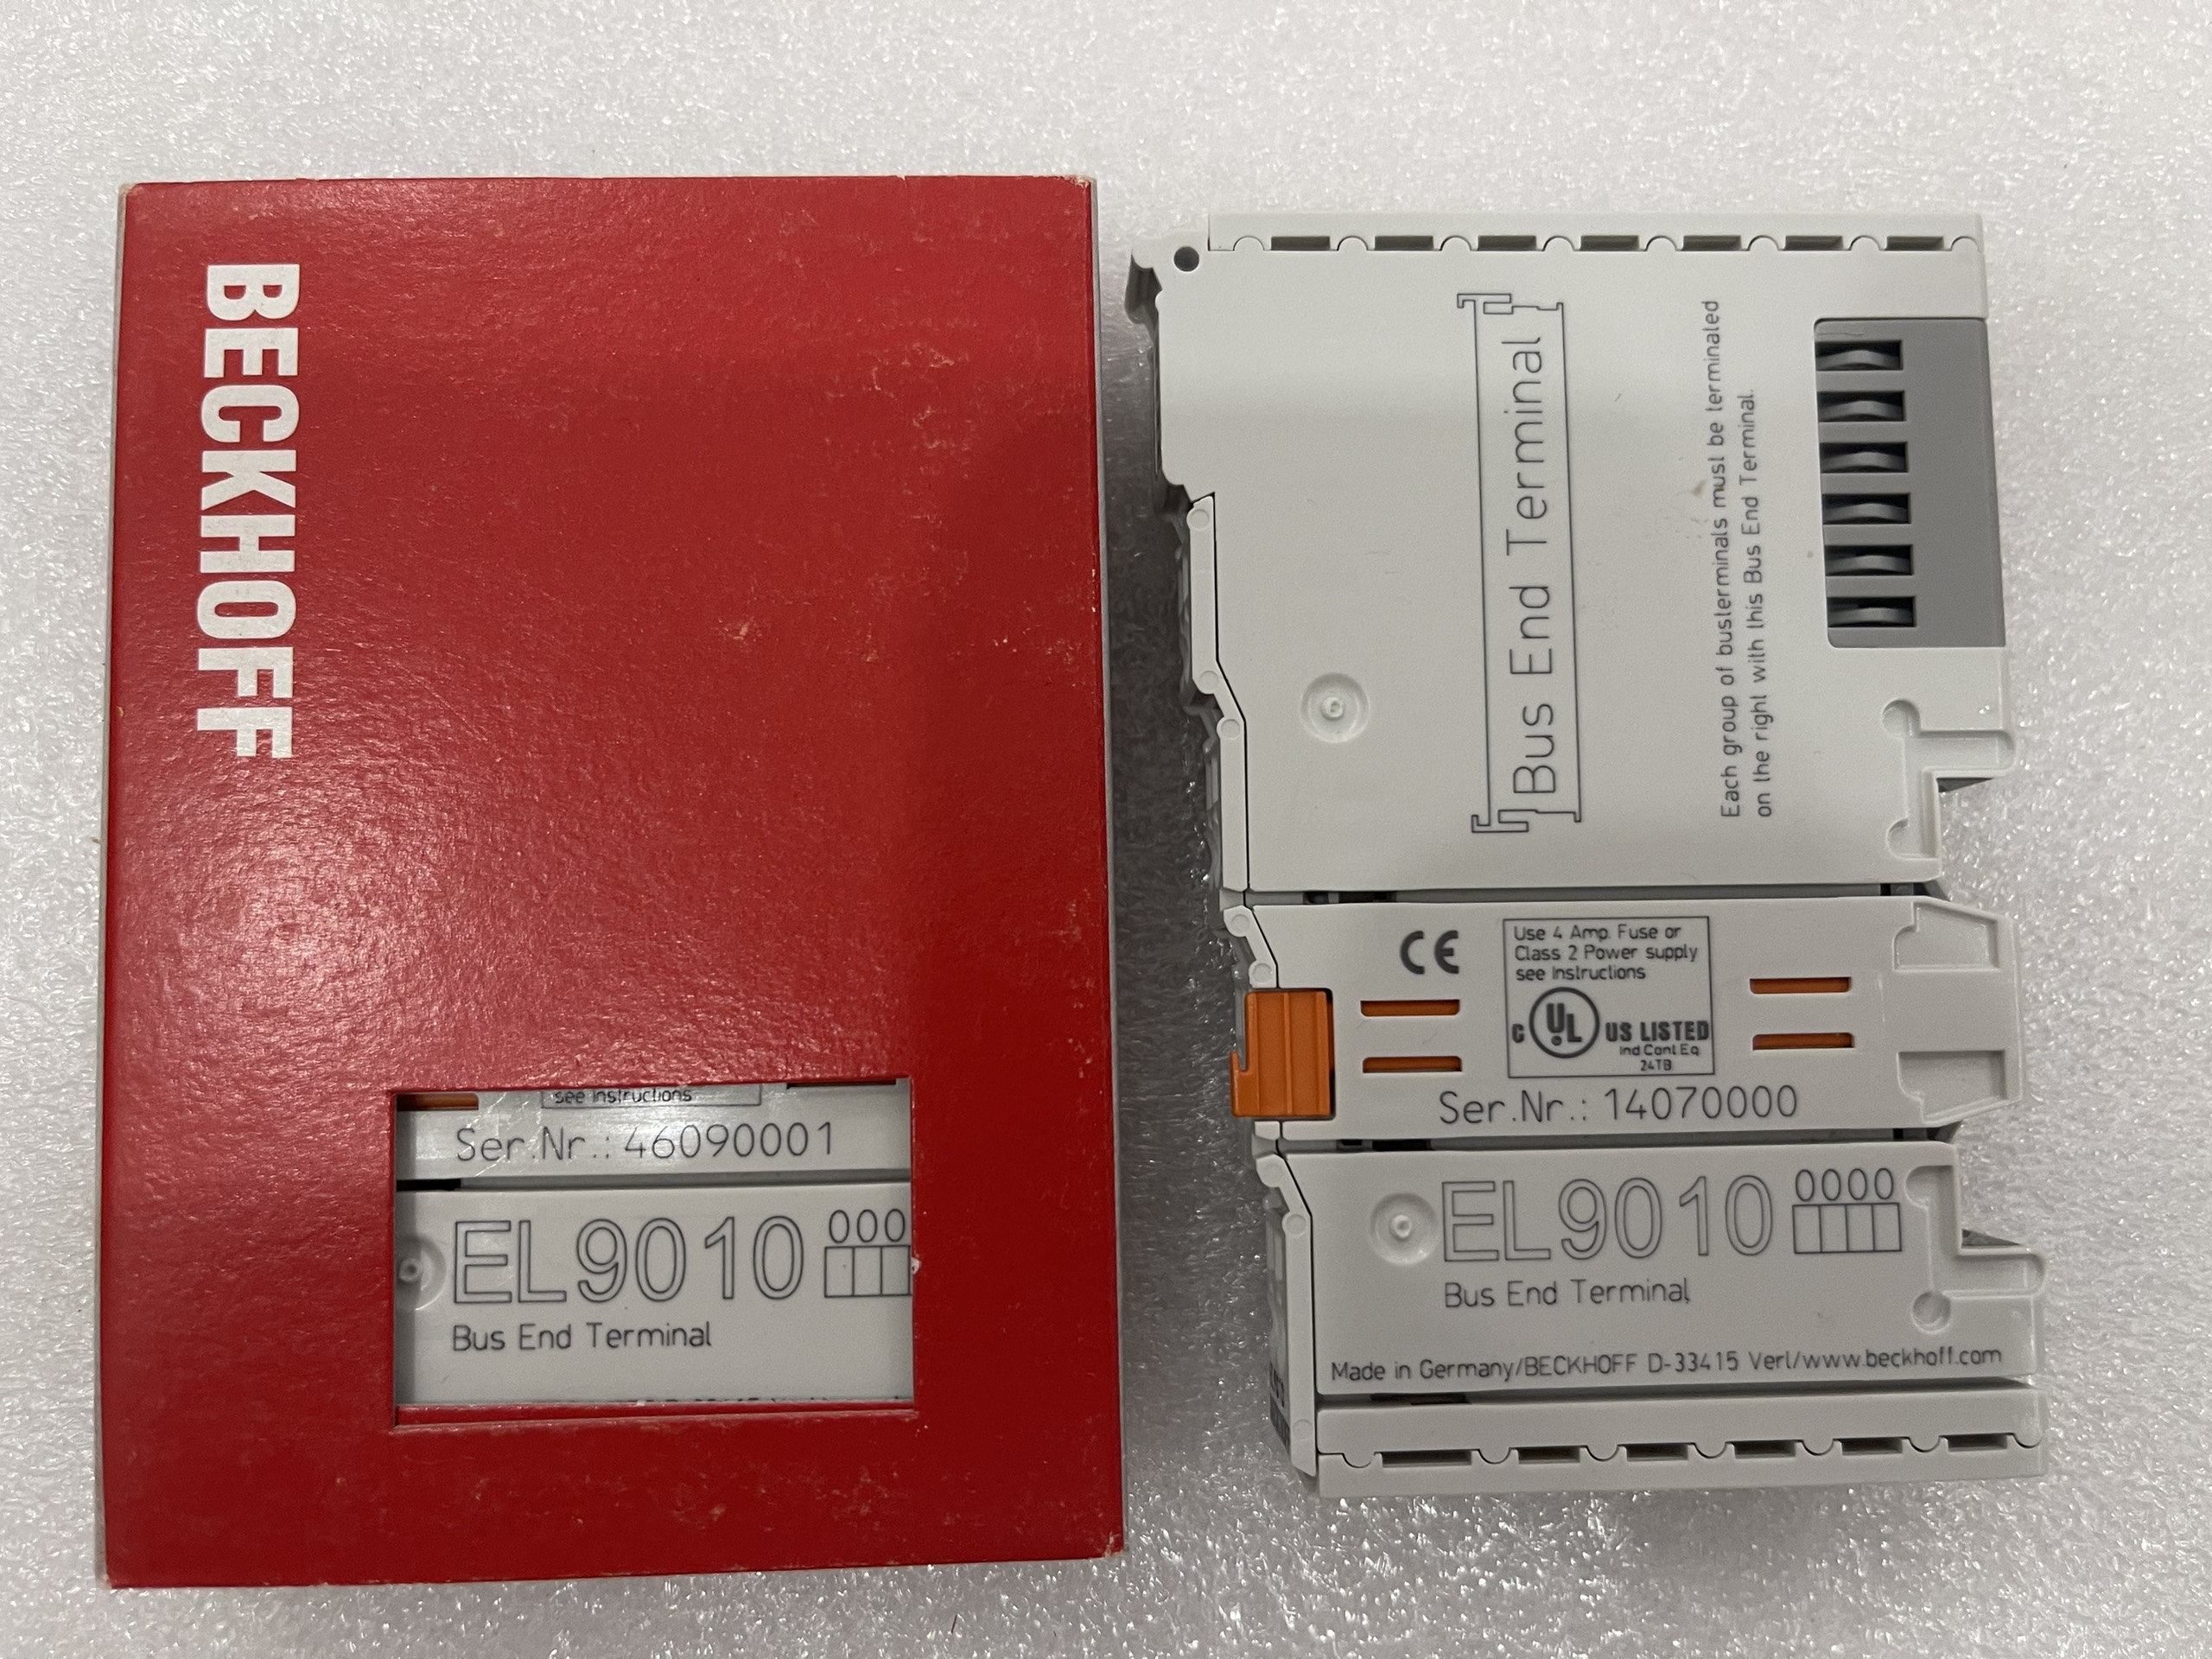 BECKHOFF
see Instructions
Ser.Nr.: 46090001
EL9010
000
Bus End Terminal
Bus End Terminal
Each group of busterminals must be terminated
on the right with this Bus End Terminal.
CE
Use 4 Amp. Fuse or
Class 2 Power supply
see Instructions
C UL US LISTED
Ind Cont Eq
24TB
Ser.Nr.: 14070000
EL9010
0000
Bus End Terminal
Made in Germany/BECKHOFF D-33415 Verl/www.beckhoff.com